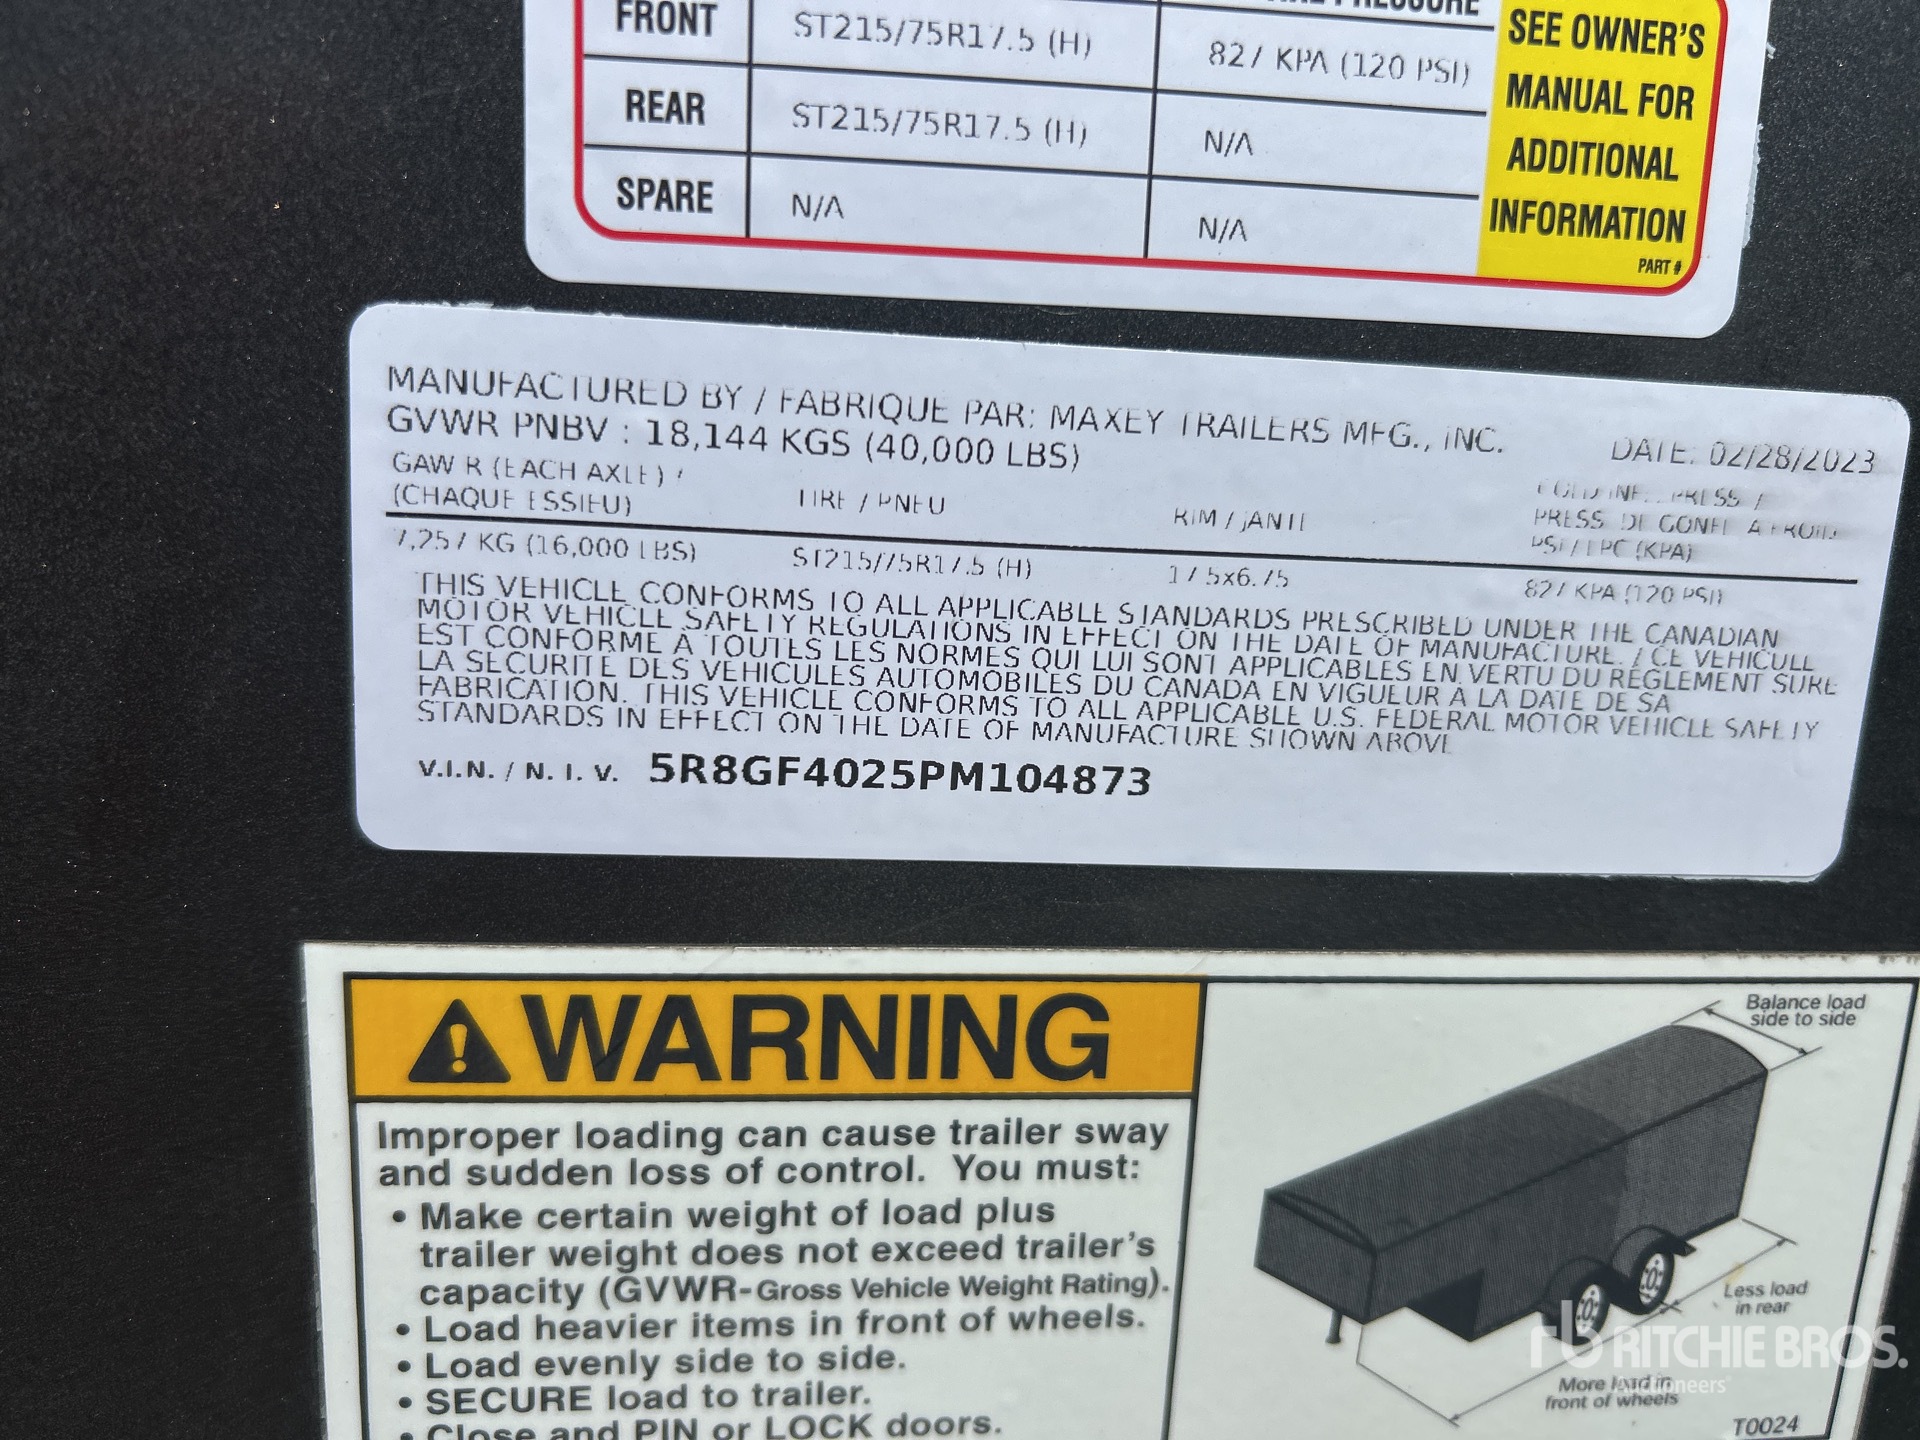 FRONT ST215/75R17.5 (H) 827 KPA (120 PSI)
REAR ST215/75R17.5 (H) N/A
SPARE N/A N/A
SEE OWNER'S
MANUAL FOR
ADDITIONAL
INFORMATION
PART #
MANUFACTURED BY / FABRIQUE PAR: MAXEY TRAILERS MFG., INC.
GVWR PNBV : 18,144 KGS (40,000 LBS) DATE: 02/28/2023
GAWR (EACH AXLE) /
(CHAQUE ESSIEU) TIRE / PNEU RIM / JANTE
COLD INFL. PRESS /
PRESS. DE GONFL A FROID
PSI / LPC (KPA)
7,257 KG (16,000 LBS) ST215/75R17.5 (H) 17.5x6.75 827 KPA (120 PSI)
THIS VEHICLE CONFORMS TO ALL APPLICABLE STANDARDS PRESCRIBED UNDER THE CANADIAN
MOTOR VEHICLE SAFETY REGULATIONS IN EFFECT ON THE DATE OF MANUFACTURE. / CE VEHICULE
EST CONFORME A TOUTES LES NORMES QUI LUI SONT APPLICABLES EN VERTU DU REGLEMENT SURE
LA SECURITE DES VEHICULES AUTOMOBILES DU CANADA EN VIGUEUR A LA DATE DE SA
FABRICATION. THIS VEHICLE CONFORMS TO ALL APPLICABLE U.S. FEDERAL MOTOR VEHICLE SAFETY
STANDARDS IN EFFECT ON THE DATE OF MANUFACTURE SHOWN ABOVE
V.I.N. / N. I. V. 5R8GF4025PM104873
WARNING
Improper loading can cause trailer sway
and sudden loss of control. You must:
• Make certain weight of load plus
trailer weight does not exceed trailer's
capacity (GVWR-Gross Vehicle Weight Rating).
• Load heavier items in front of wheels.
• Load evenly side to side.
• SECURE load to trailer.
• Close and PIN or LOCK doors.
Balance load
side to side
Less load
in rear
More load in
front of wheels
T0024
rb RITCHIE BROS.
Auctioneers